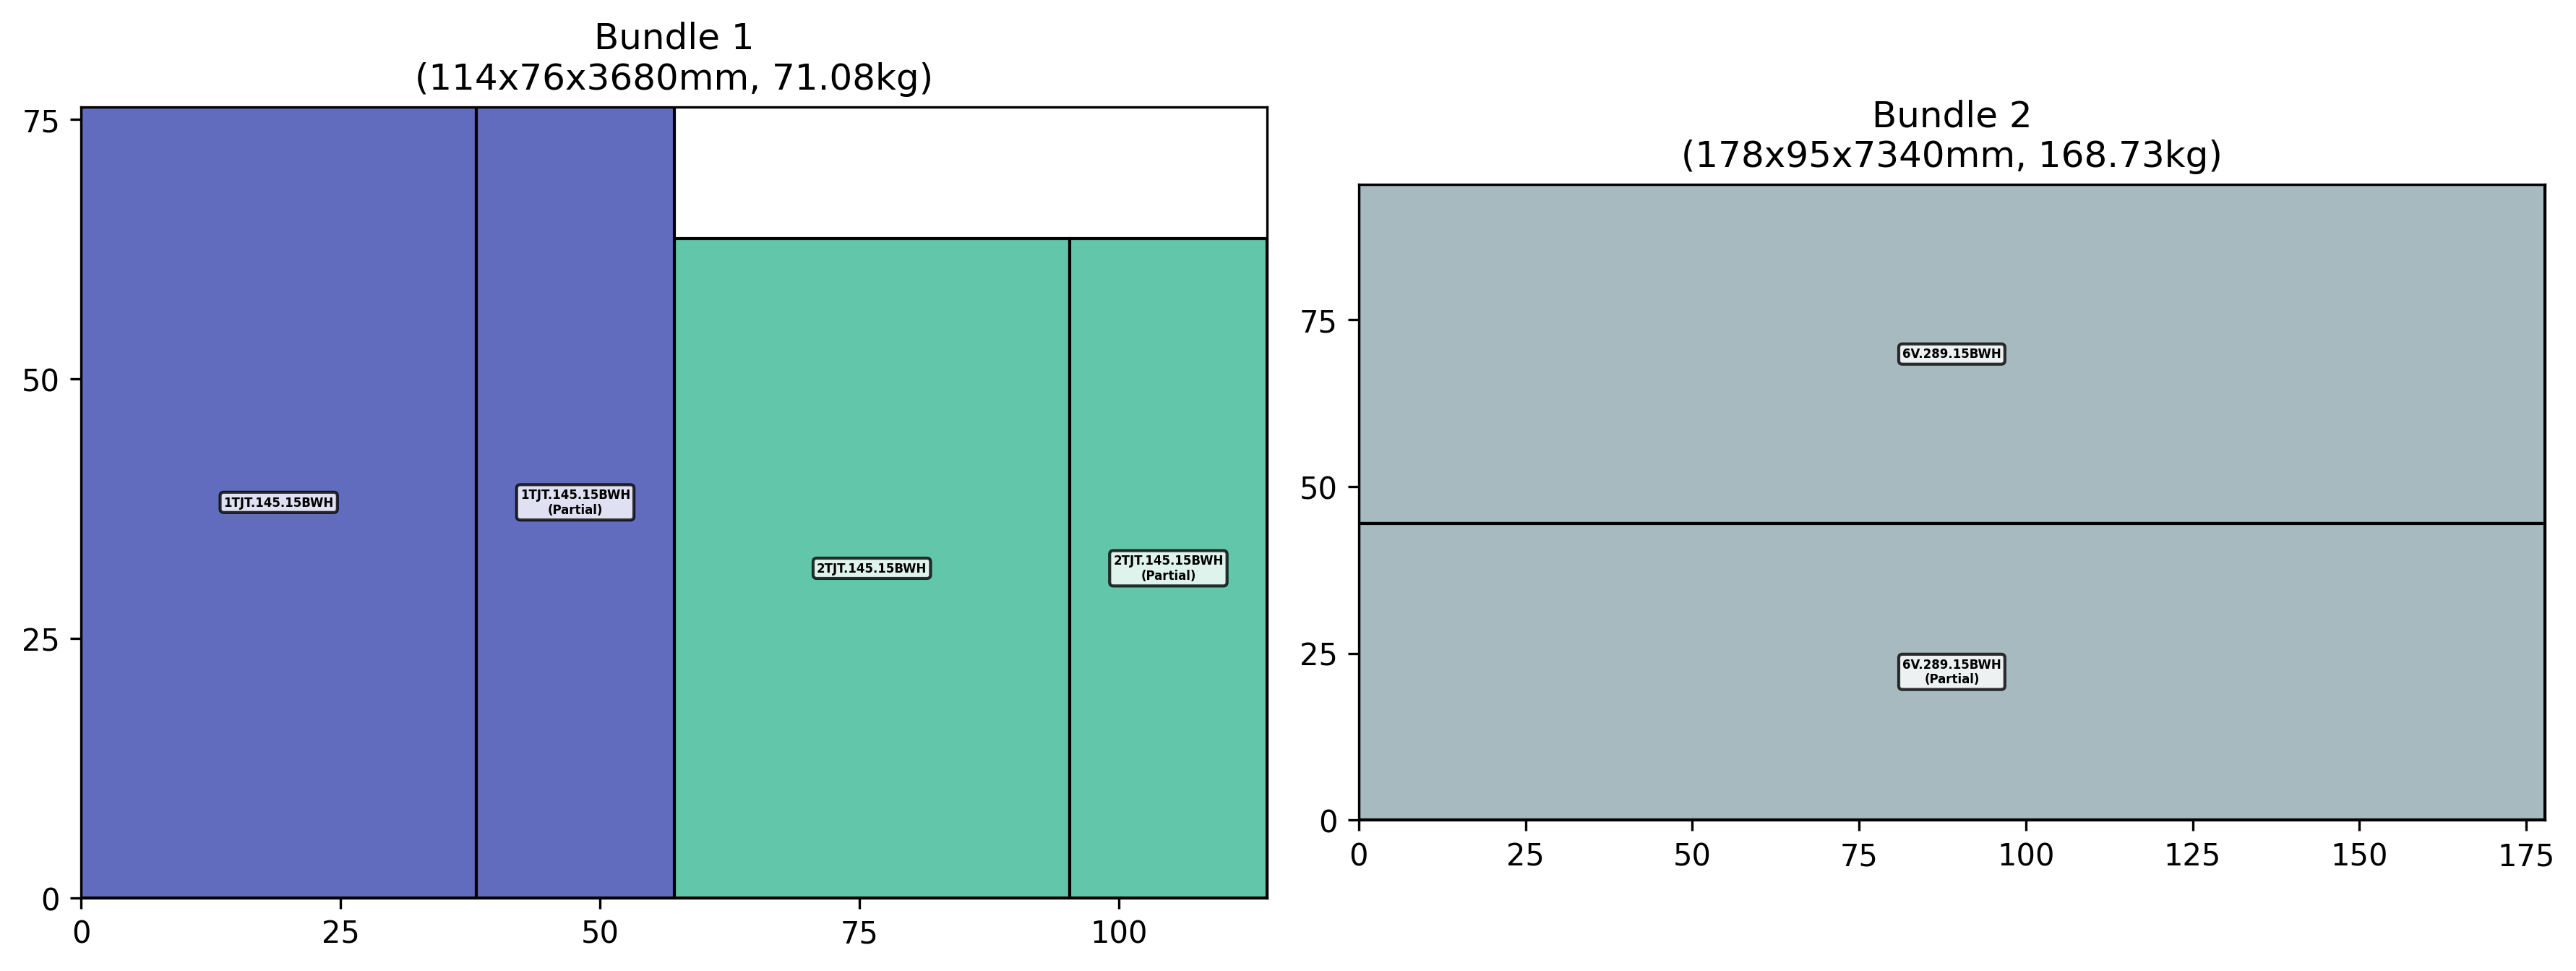 Bundle 1
(114x76x3680mm, 71.08kg)
75
50
25
0
0
25
50
75
100
1TJT.145.15BWH
1TJT.145.15BWH
(Partial)
2TJT.145.15BWH
2TJT.145.15BWH
(Partial)
Bundle 2
(178x95x7340mm, 168.73kg)
75
50
25
0
0
25
50
75
100
125
150
175
6V.289.15BWH
6V.289.15BWH
(Partial)